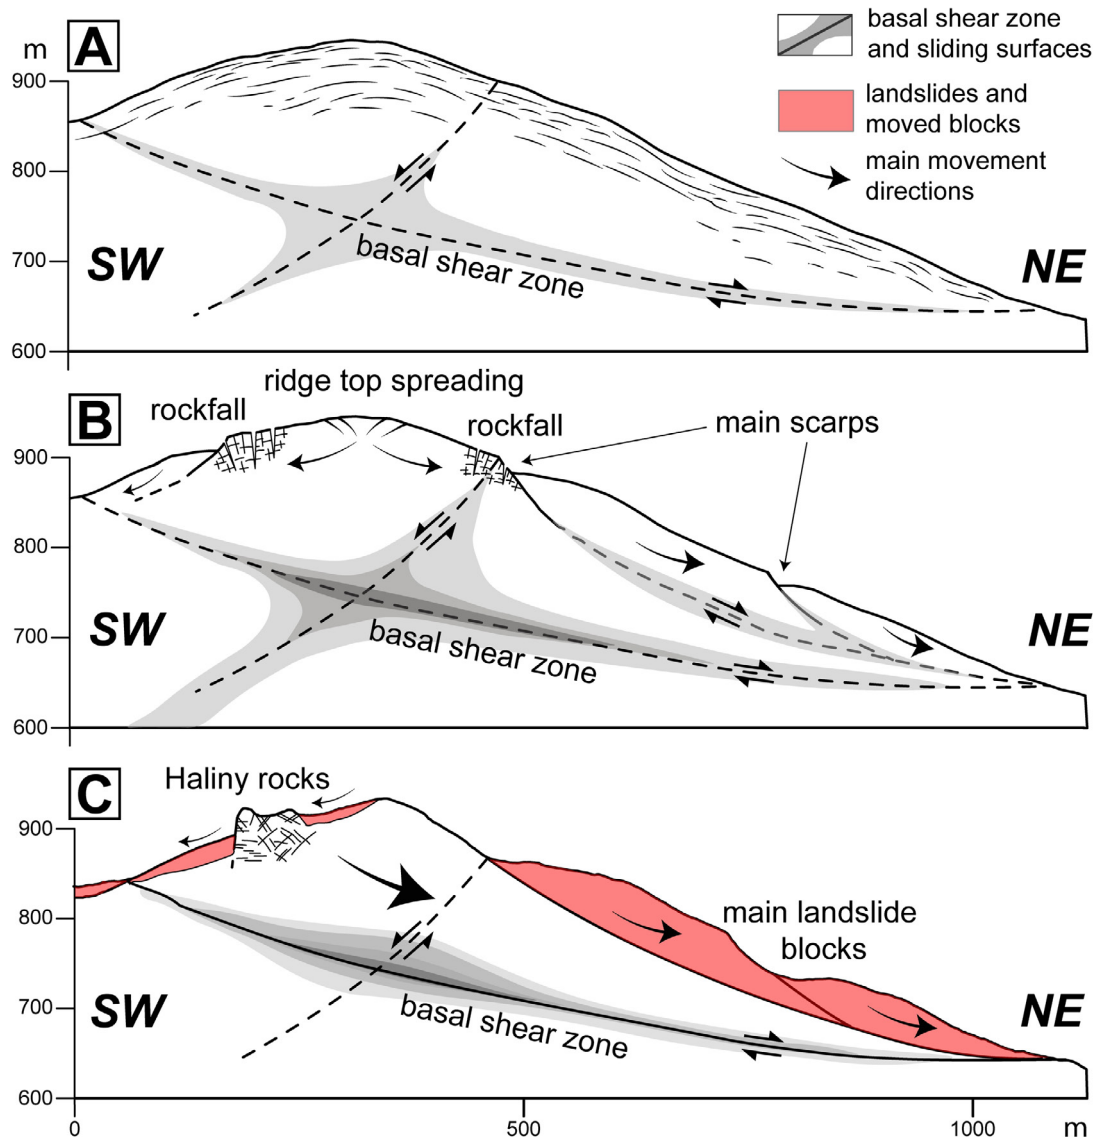 A
m
basal shear zone
and sliding surfaces
landslides and
moved blocks
main movement
directions
900
800
700
600
SW
NE
basal shear zone
B
ridge top spreading
rockfall
rockfall
main scarps
900
800
700
600
SW
NE
basal shear zone
C
Haliny rocks
main landslide
blocks
900
800
700
600
SW
NE
basal shear zone
0
500
1000
m